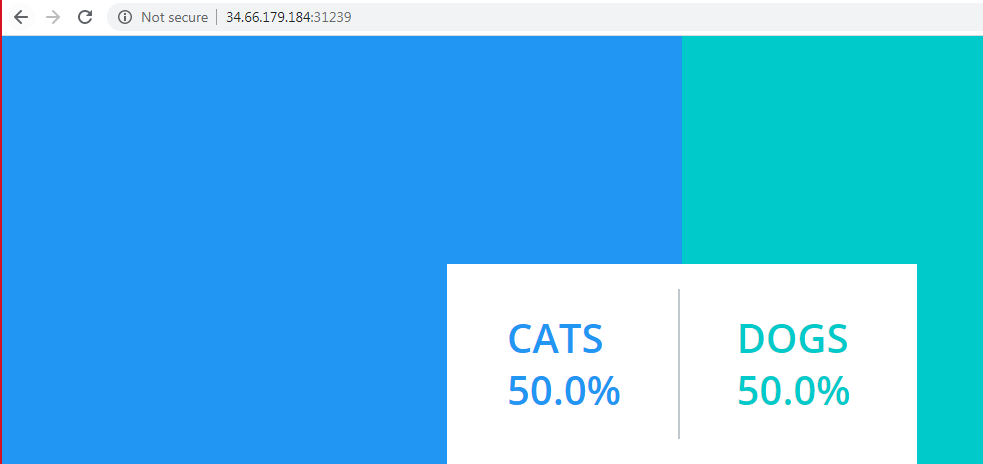 Not secure 34.66.179.184:31239
CATS
50.0%
DOGS
50.0%